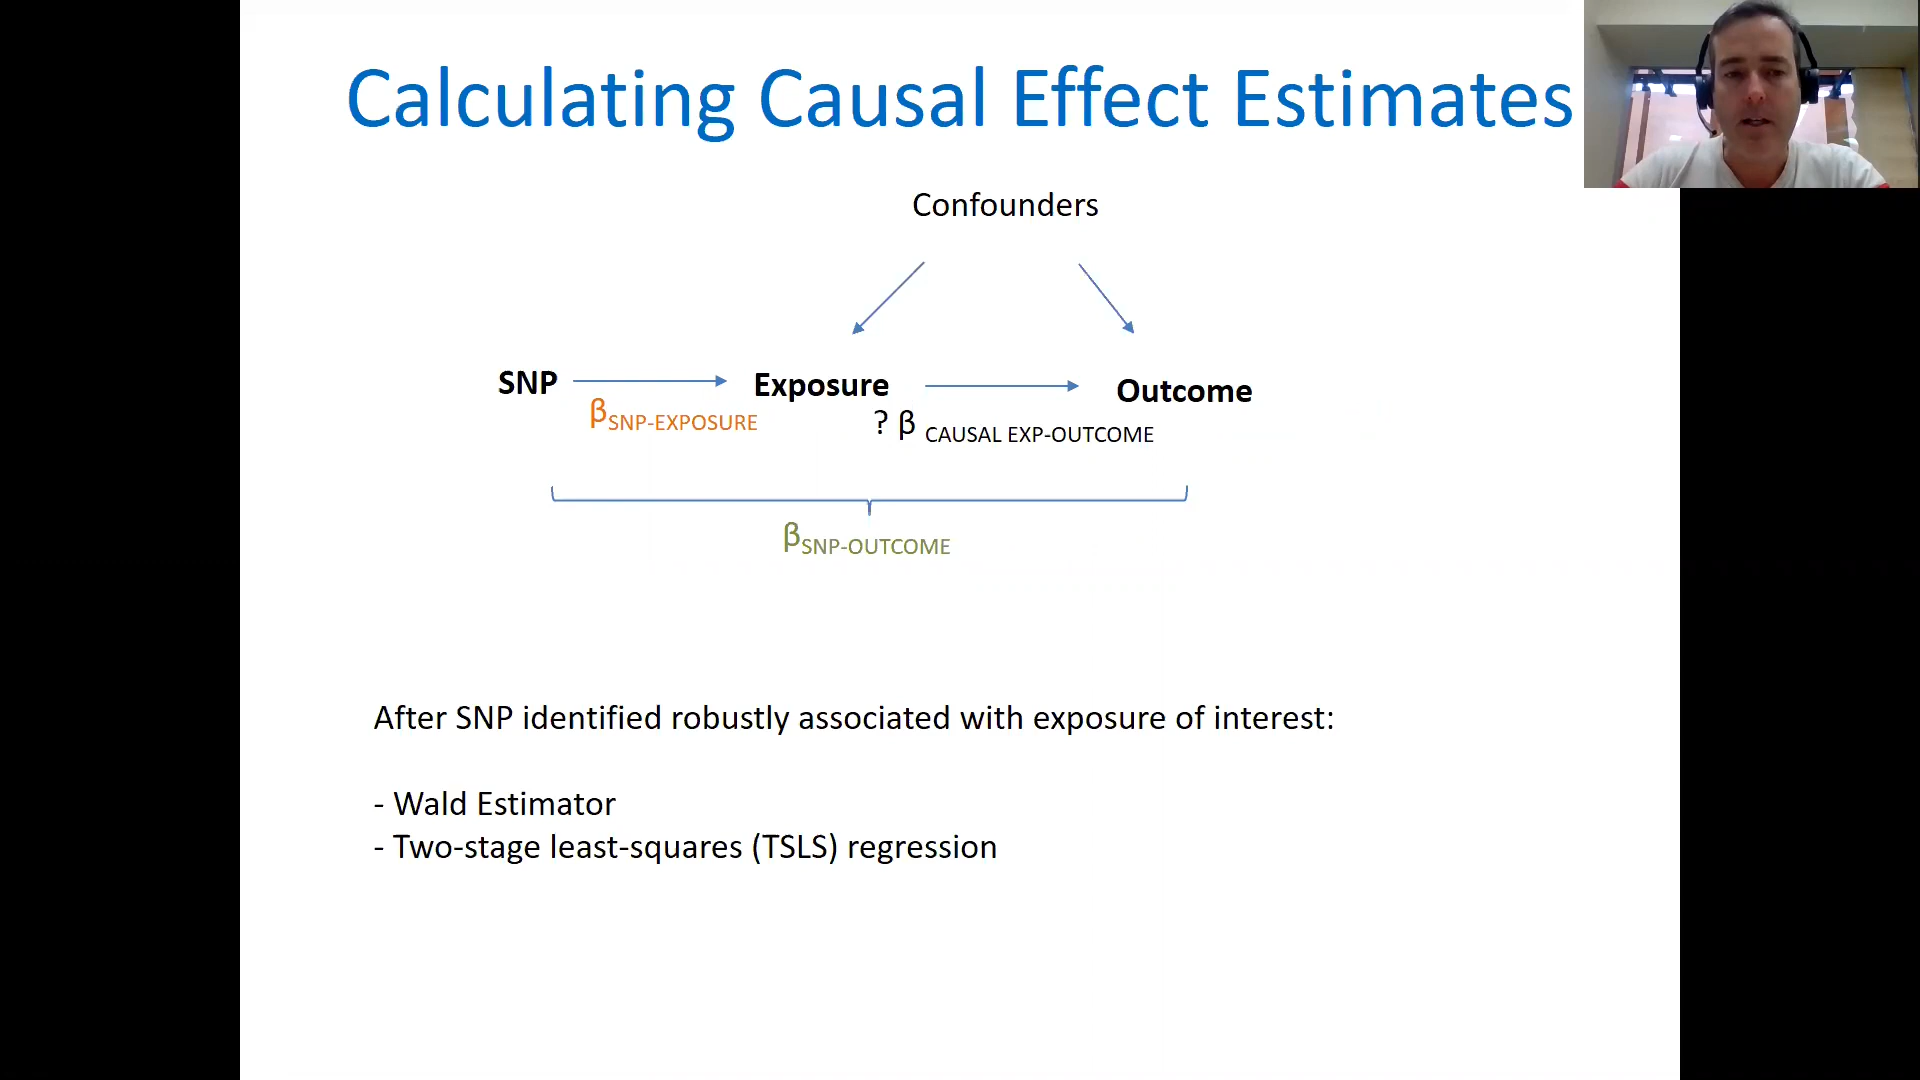 Calculating Causal Effect Estimates
Confounders
SNP
Exposure
Outcome
βSNP-EXPOSURE
? β CAUSAL EXP-OUTCOME
βSNP-OUTCOME
After SNP identified robustly associated with exposure of interest:
- Wald Estimator
- Two-stage least-squares (TSLS) regression